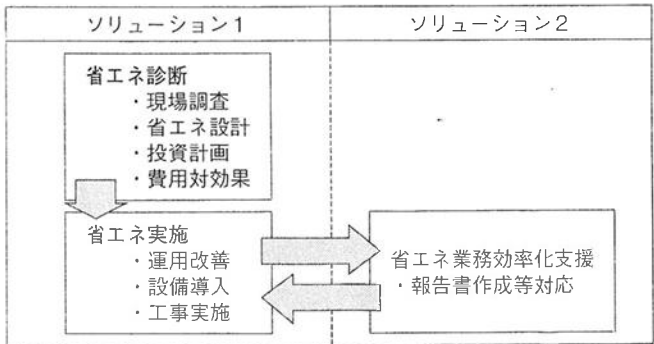 ソリューション1
ソリューション2
省エネ診断
・現場調査
・省エネ設計
・投資計画
・費用対効果
省エネ実施
・運用改善
・設備導入
・工事実施
省エネ業務効率化支援
・報告書作成等対応